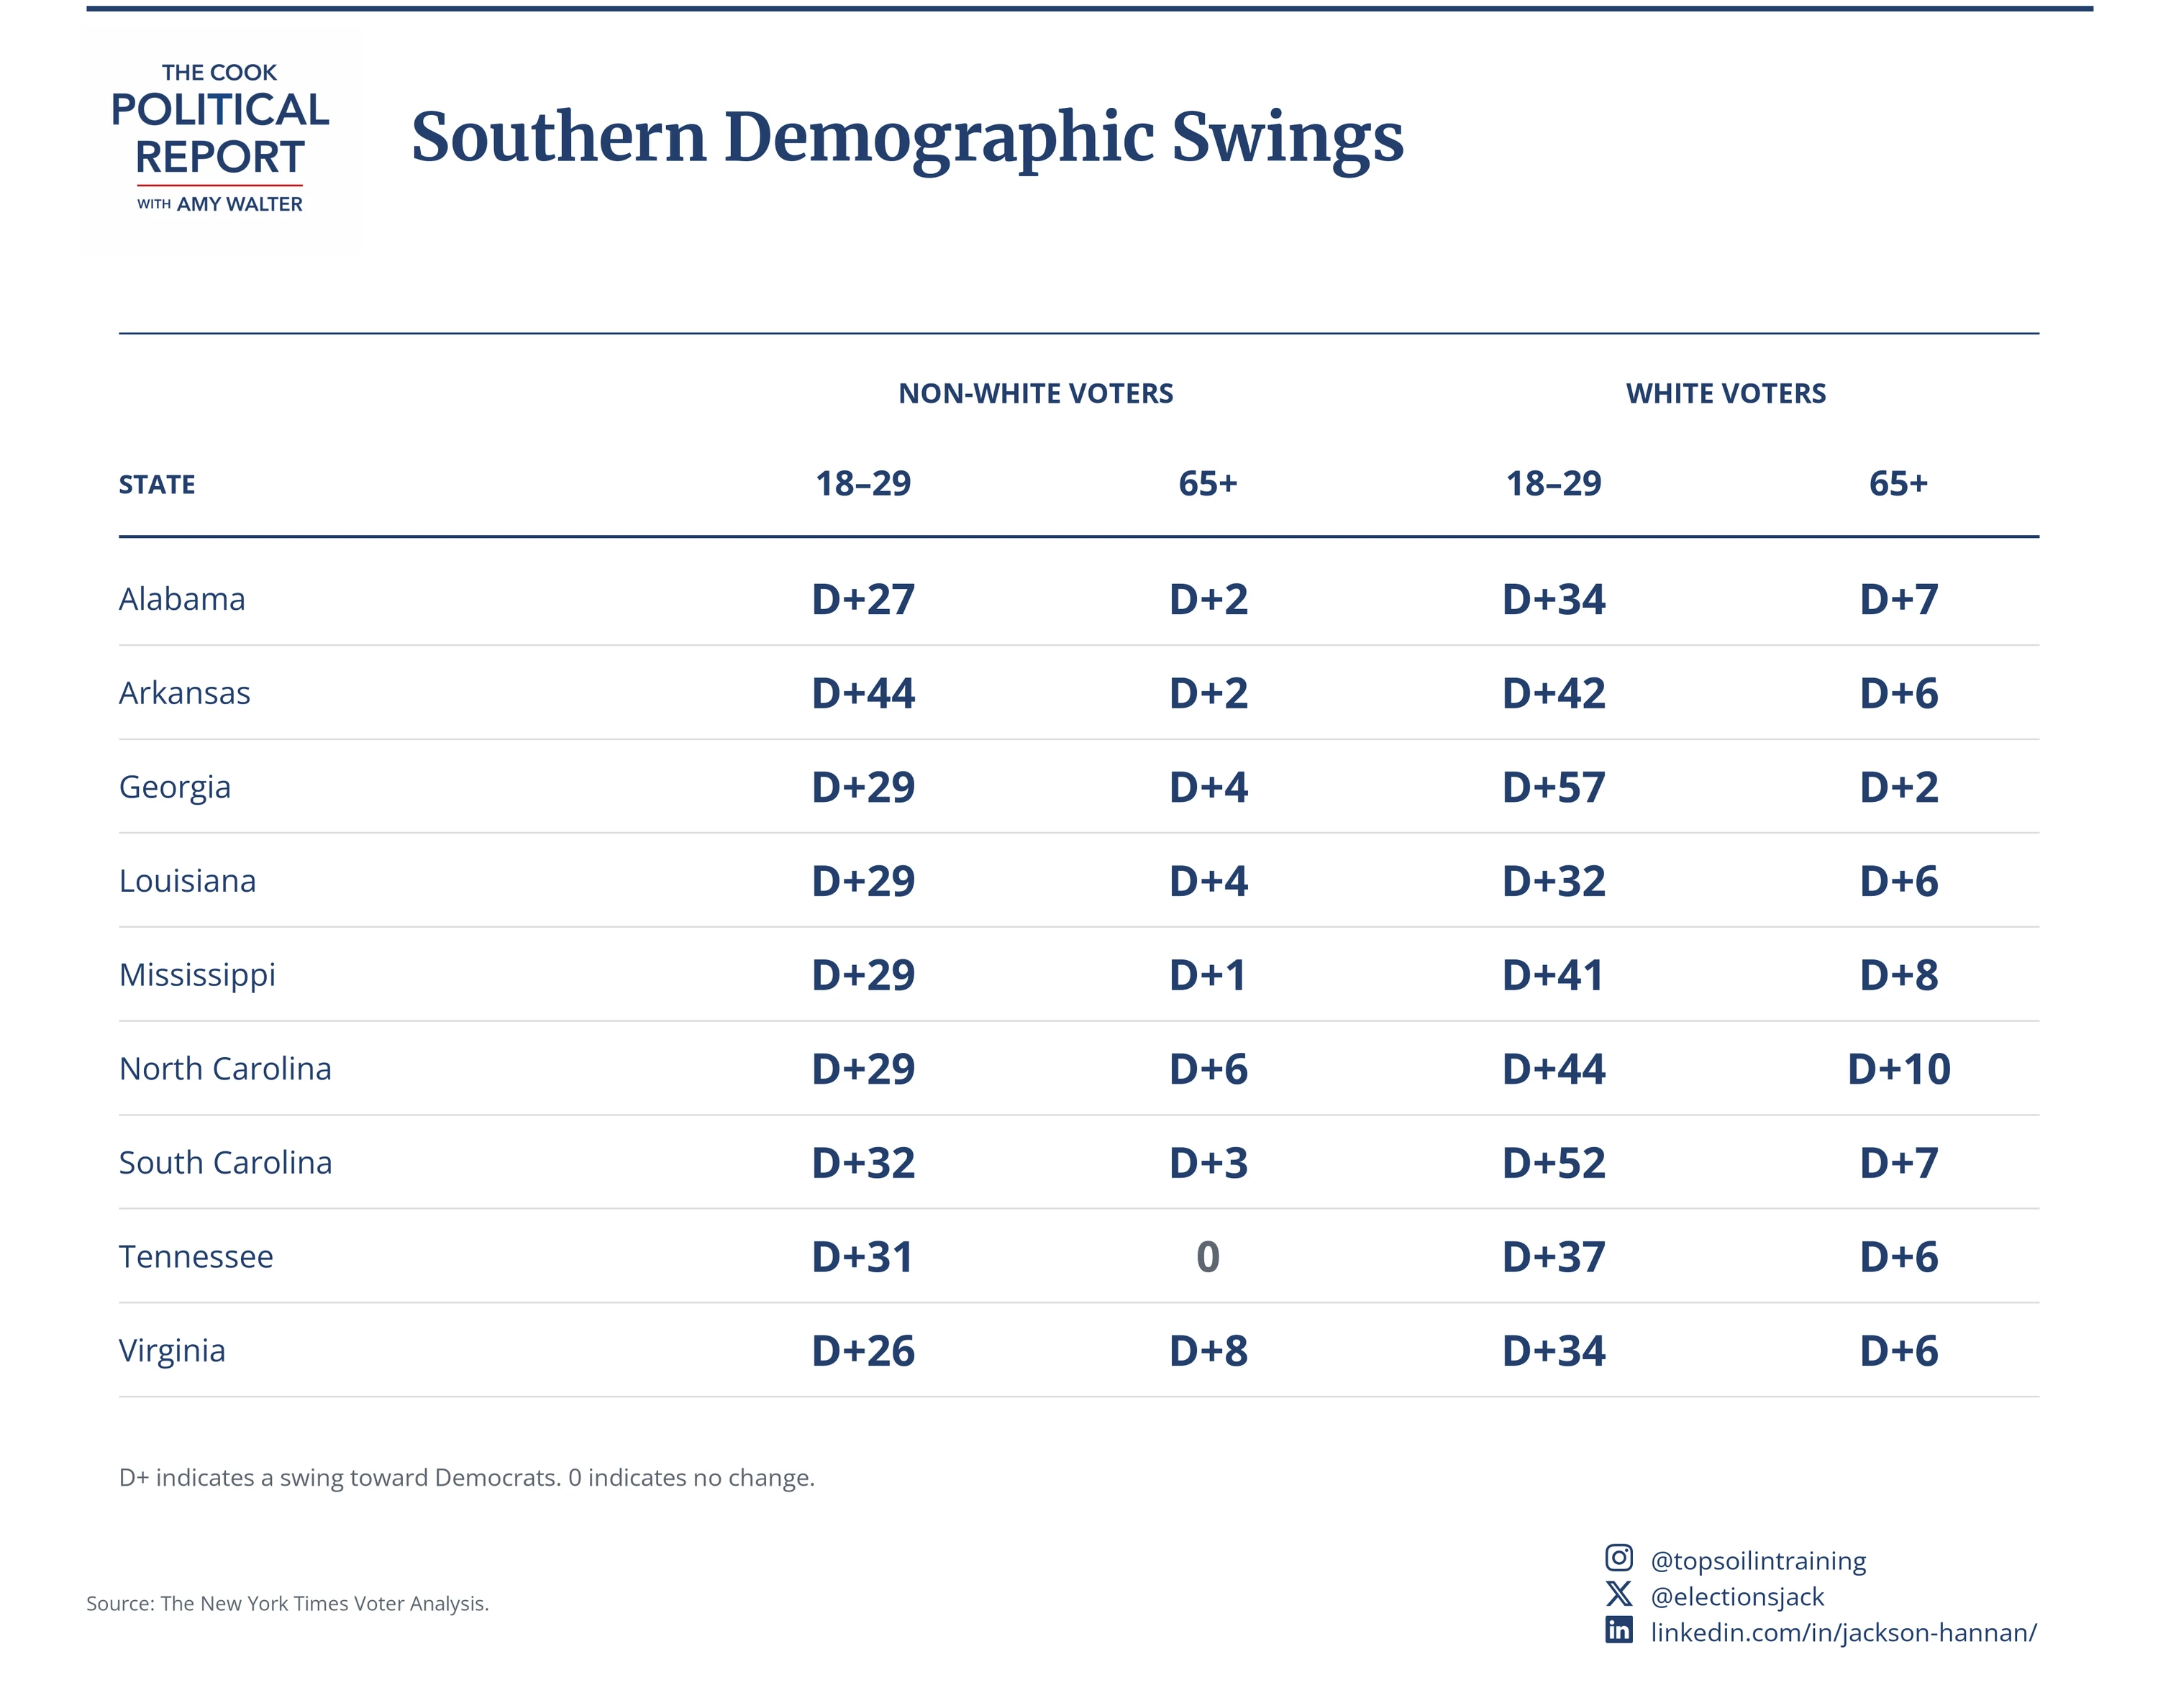 THE COOK
POLITICAL
REPORT
WITH AMY WALTER
Southern Demographic Swings
NON-WHITE VOTERS WHITE VOTERS
STATE 18–29 65+ 18–29 65+
Alabama D+27 D+2 D+34 D+7
Arkansas D+44 D+2 D+42 D+6
Georgia D+29 D+4 D+57 D+2
Louisiana D+29 D+4 D+32 D+6
Mississippi D+29 D+1 D+41 D+8
North Carolina D+29 D+6 D+44 D+10
South Carolina D+32 D+3 D+52 D+7
Tennessee D+31 0 D+37 D+6
Virginia D+26 D+8 D+34 D+6
D+ indicates a swing toward Democrats. 0 indicates no change.
Source: The New York Times Voter Analysis.
@topsoilintraining
@electionsjack
linkedin.com/in/jackson-hannan/